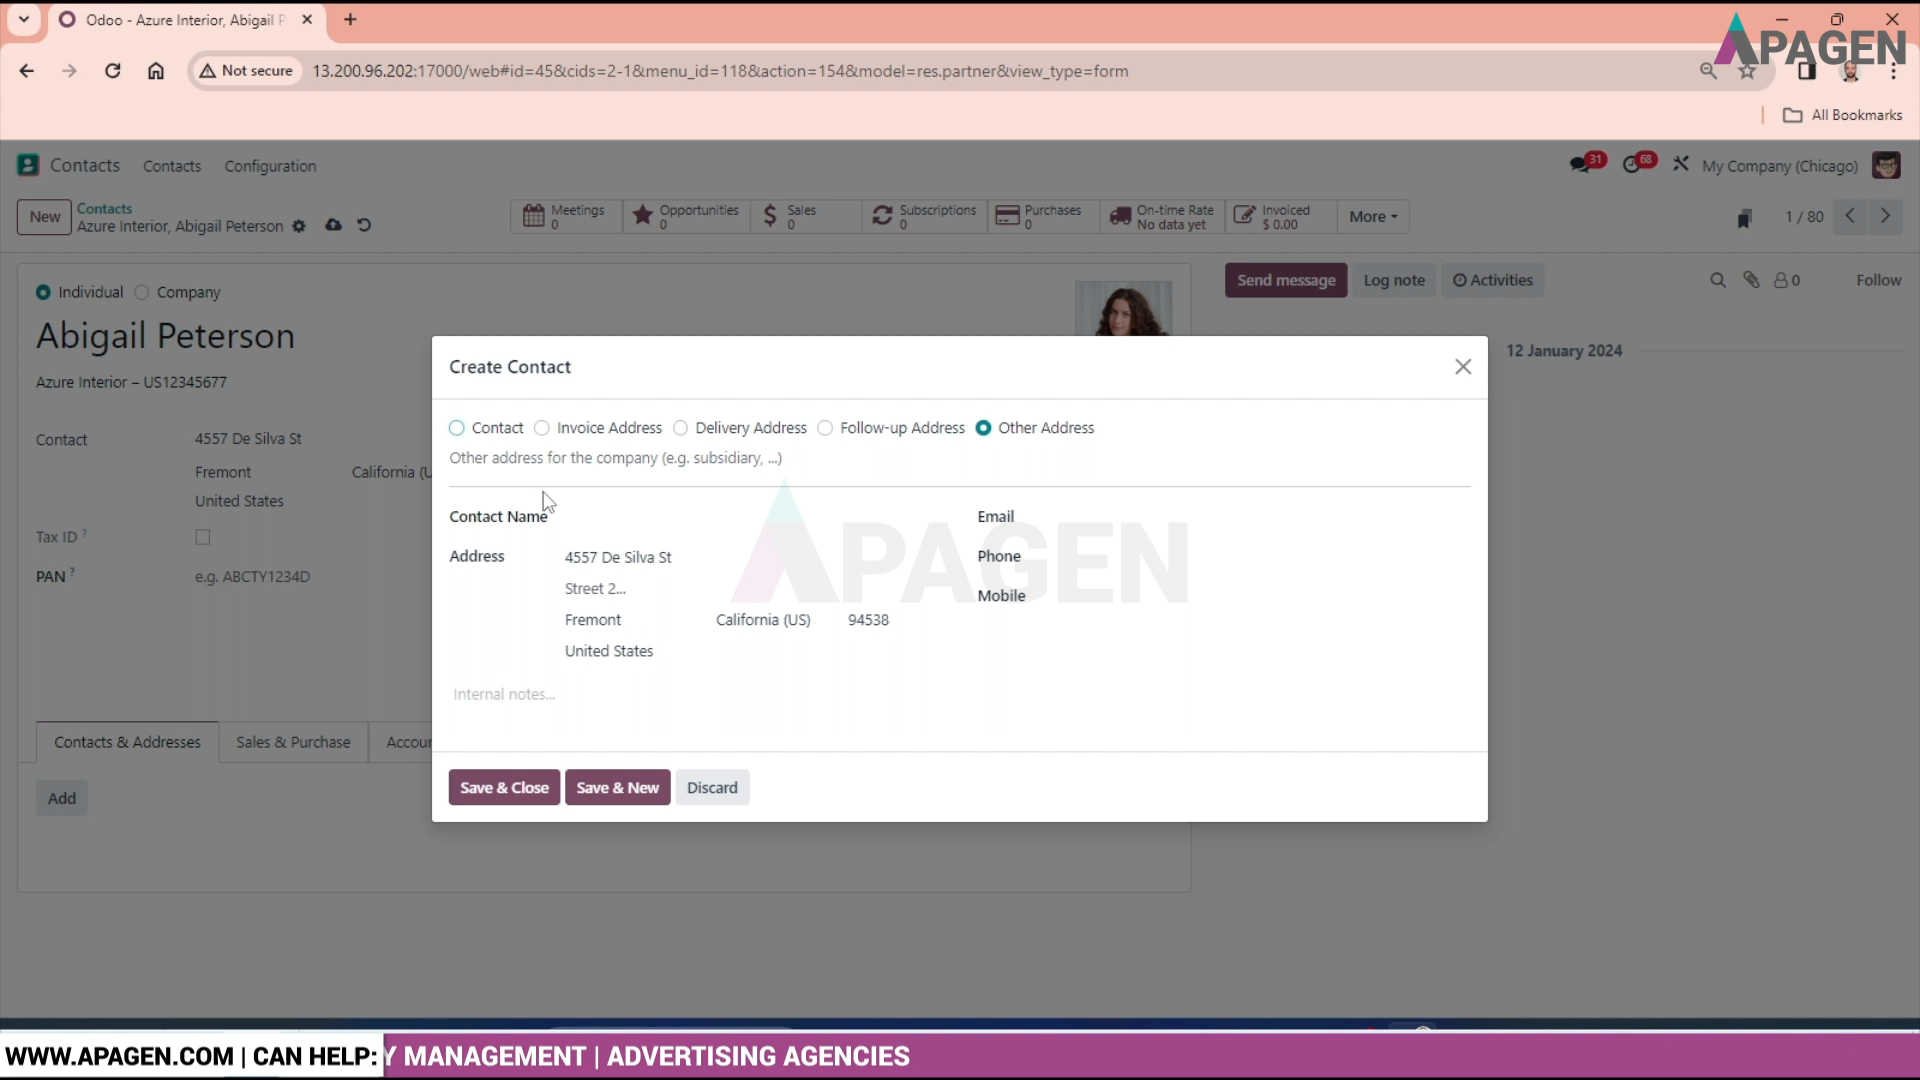 Odoo - Azure Interior, Abigail P
APAGEN
Not secure
13.200.96.202:17000/web#id=45&cids=2-1&menu_id=118&action=154&model=res.partner&view_type=form
All Bookmarks
Contacts
Contacts
Configuration
31
68
My Company (Chicago)
New
Contacts
Azure Interior, Abigail Peterson
Meetings
0
Opportunities
0
Sales
0
Subscriptions
0
Purchases
0
On-time Rate
No data yet
Invoiced
$ 0.00
More
1 / 80
Individual
Company
Send message
Log note
Activities
0
Follow
Abigail Peterson
12 January 2024
Azure Interior – US12345677
Contact
4557 De Silva St
Fremont
California (U
United States
Tax ID ?
PAN ?
e.g. ABCTY1234D
Create Contact
Contact
Invoice Address
Delivery Address
Follow-up Address
Other Address
Other address for the company (e.g. subsidiary, ...)
Contact Name
Email
Address
4557 De Silva St
Phone
Street 2...
Mobile
Fremont
California (US)
94538
United States
APAGEN
Internal notes...
Save & Close
Save & New
Discard
Contacts & Addresses
Sales & Purchase
Accou
Add
WWW.APAGEN.COM | CAN HELP:
Y MANAGEMENT | ADVERTISING AGENCIES